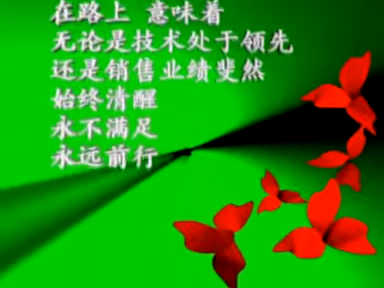 在路上 意味着
无论是技术处于领先
还是销售业绩斐然
始终清醒
永不满足
永远前行